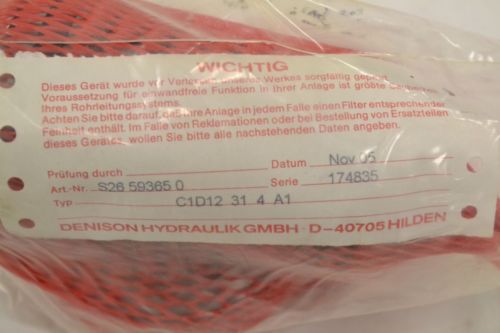 WICHTIG
Dieses Gerät wurde vor Verlassen unseres Werkes sorgfältig geprüft.
Voraussetzung für einwandfreie Funktion in Ihrer Anlage ist größte
Ihres Rohrleitungssystems.
Achten Sie bitte darauf, daß Ihre Anlage in jedem Falle einen Filter entsprechender
Feinheit enthält. Im Falle von Reklamationen oder bei Bestellung von Ersatzteilen
dieses Gerätes, wollen Sie bitte alle nachstehenden Daten angeben.
Prüfung durch Datum Nov 05
Art.-Nr. S26 59365 0 Serie 174835
Typ C1D12 31 4 A1
DENISON HYDRAULIK GMBH · D-40705 HILDEN